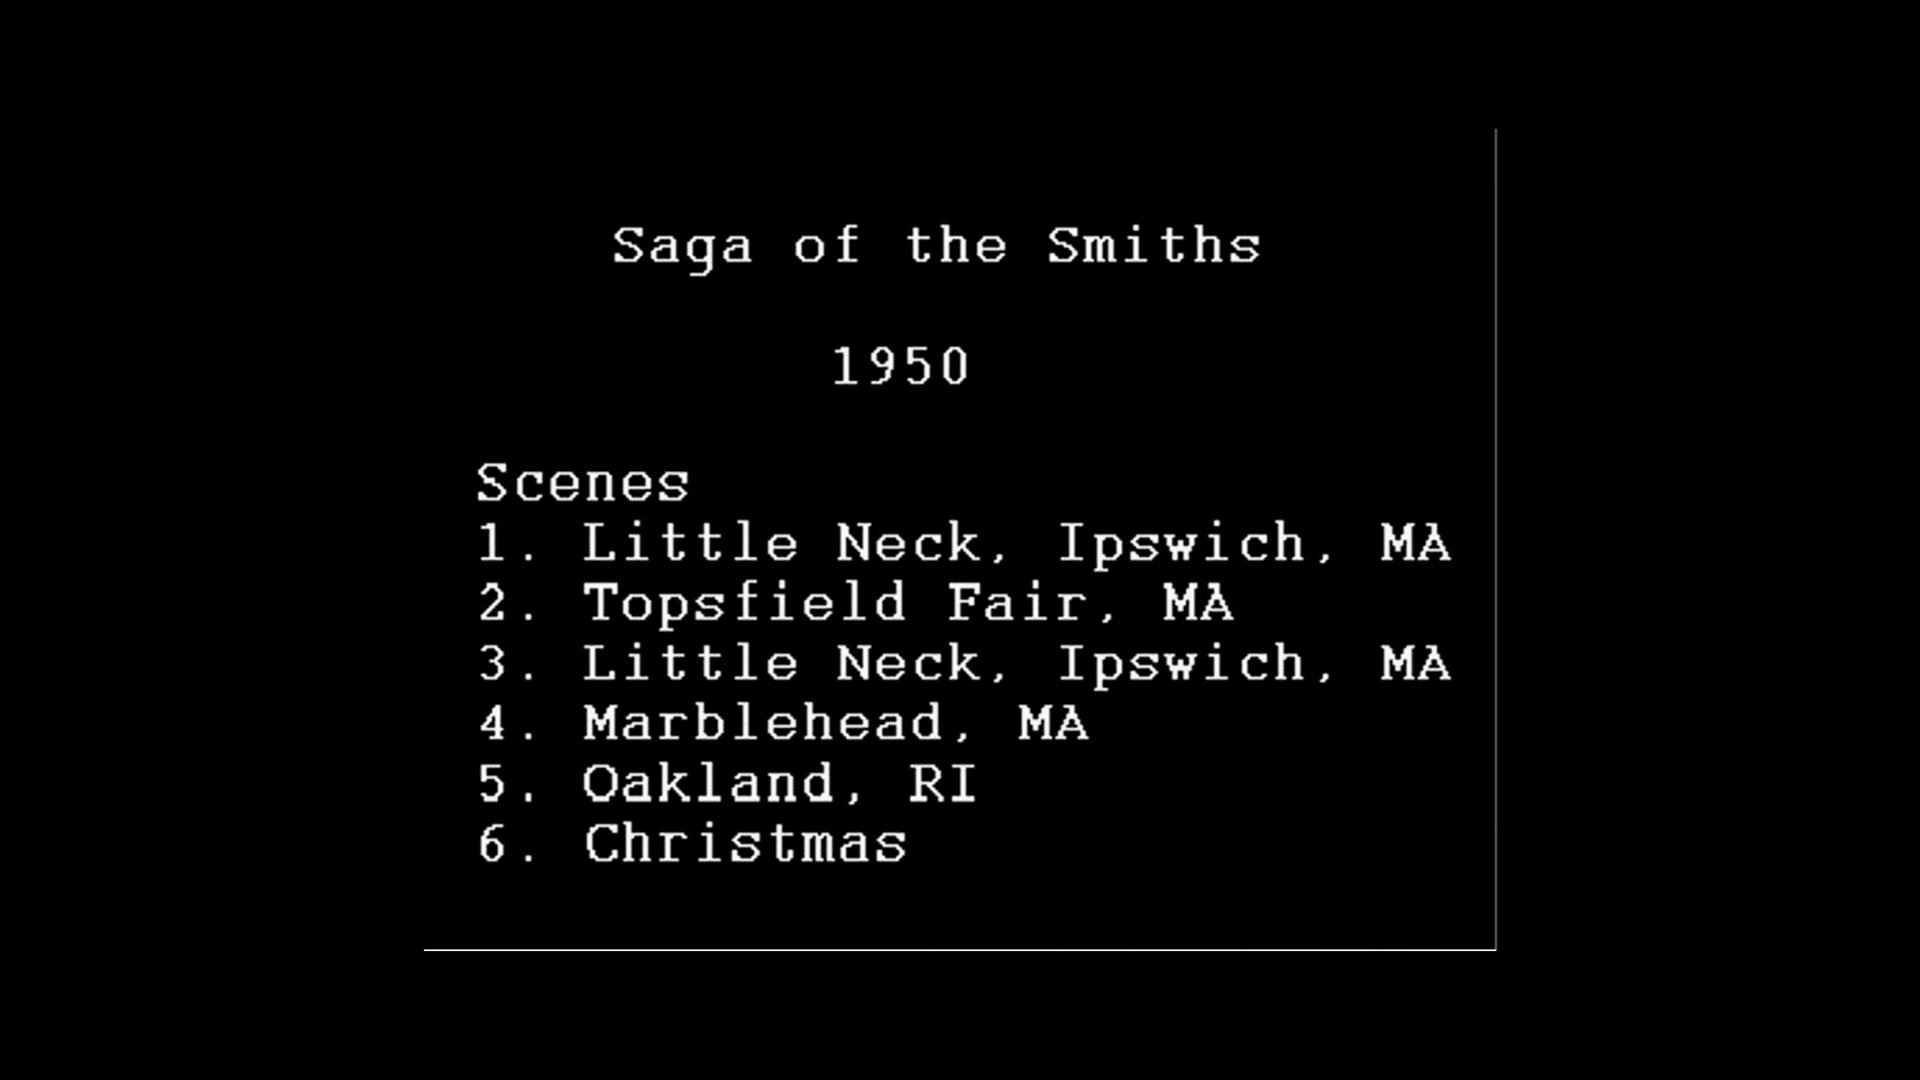 Saga of the Smiths
1950
Scenes
1. Little Neck, Ipswich, MA
2. Topsfield Fair, MA
3. Little Neck, Ipswich, MA
4. Marblehead, MA
5. Oakland, RI
6. Christmas